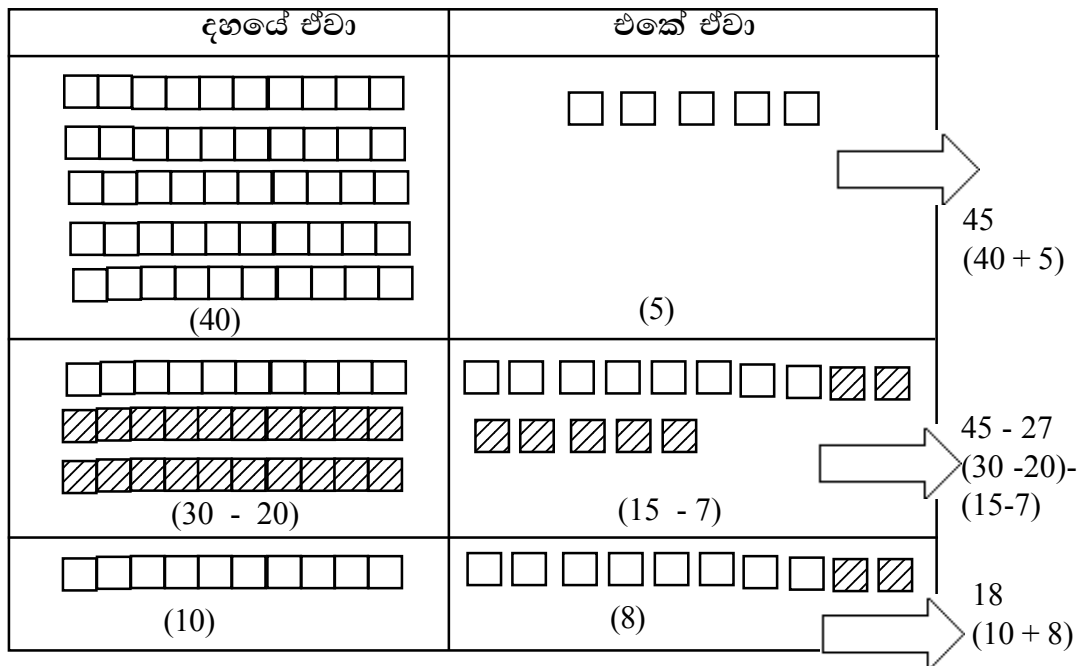 දහයේ ඒවා
එකේ ඒවා
45
(40 + 5)
(40)
(5)
45 - 27
(30 -20)-
(15-7)
(30 - 20)
(15 - 7)
18
(10 + 8)
(10)
(8)